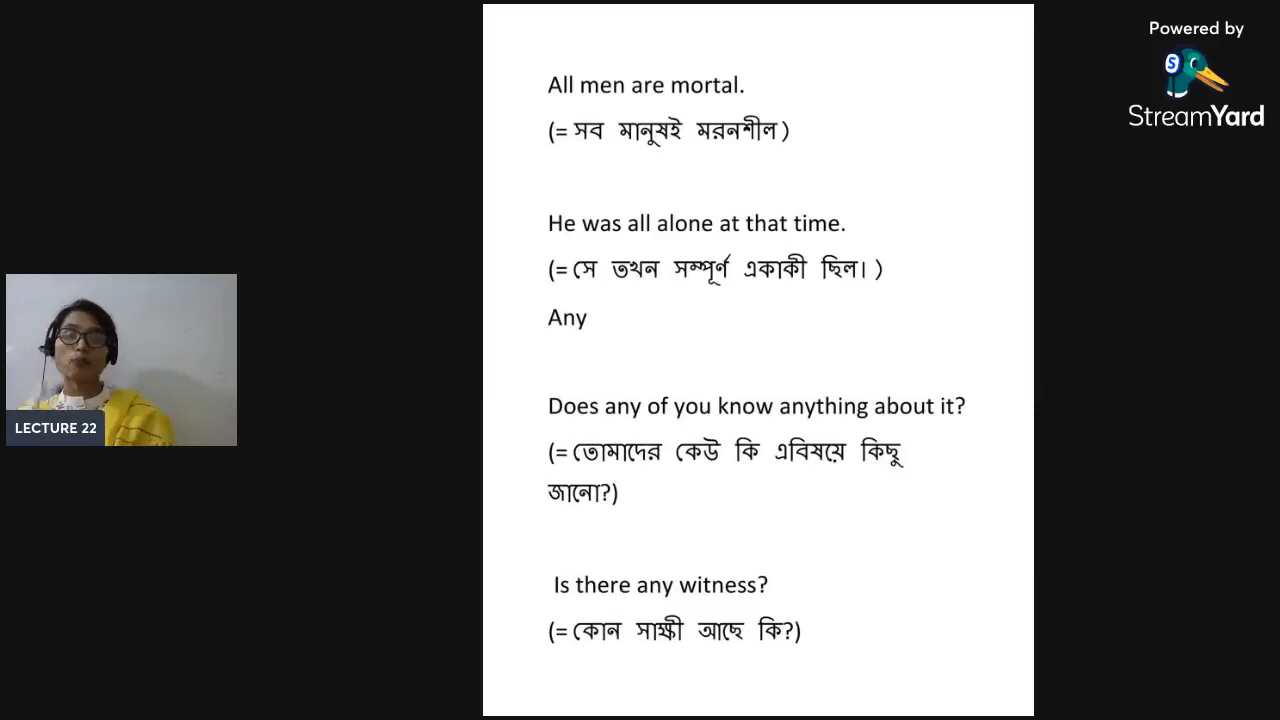 Powered by
StreamYard
All men are mortal.
(= সব মানুষই মরনশীল )
He was all alone at that time.
(= সে তখন সম্পূর্ণ একাকী ছিল। )
Any
Does any of you know anything about it?
(= তোমাদের কেউ কি এবিষয়ে কিছু
জানো?)
LECTURE 22
Is there any witness?
(= কোন সাক্ষী আছে কি?)